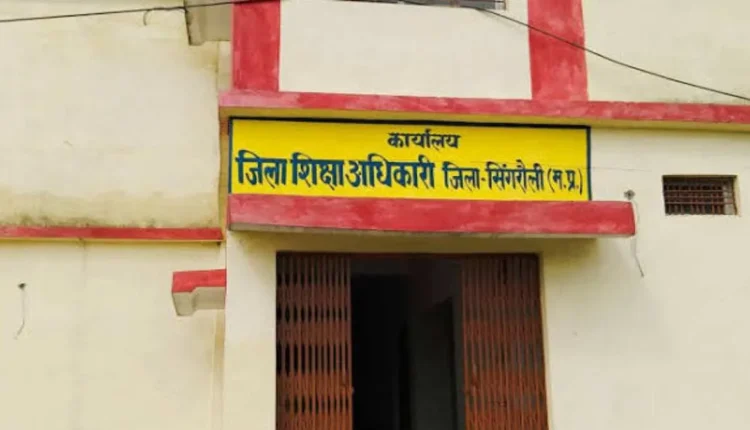 कार्यालय
जिला शिक्षा अधिकारी जिला-सिंगरौली (म.प्र.)